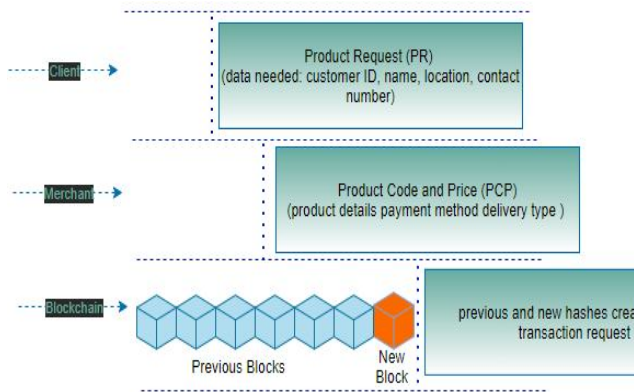 Client
Product Request (PR)
(data needed: customer ID, name, location, contact
number)
Merchant
Product Code and Price (PCP)
(product details payment method delivery type )
Blockchain
previous and new hashes
transaction request
Previous Blocks
New
Block